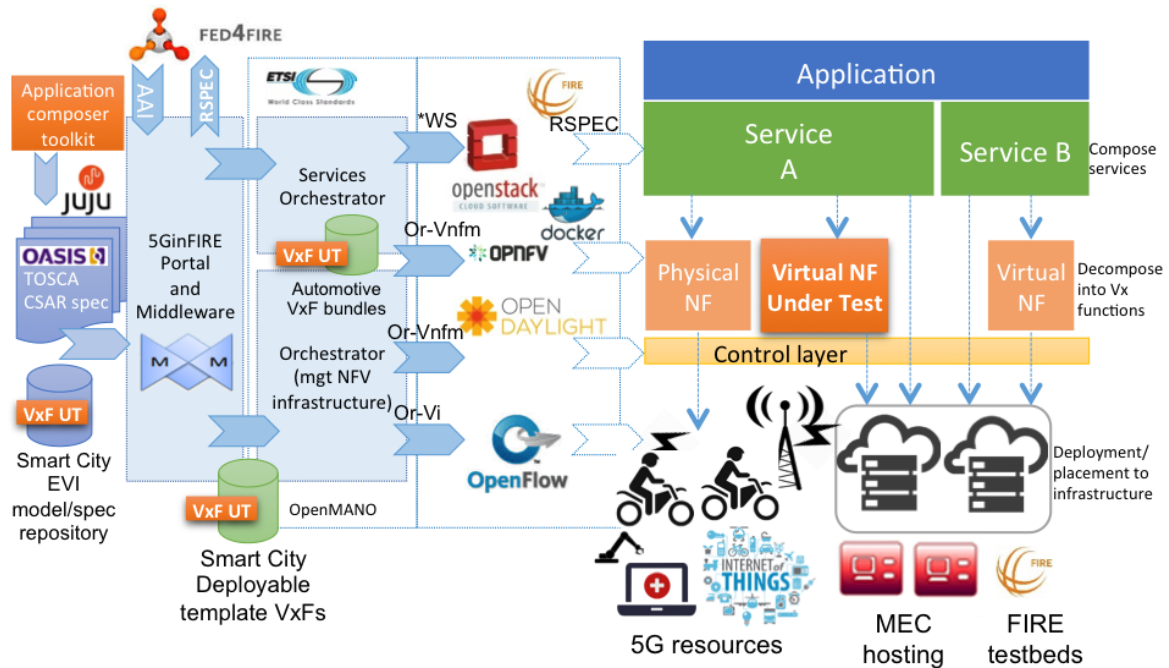 FED4FIRE
Application
composer
toolkit
AAI
RSPEC
JUJU
OASIS
TOSCA
CSAR spec
VxF UT
Smart City
EVI
model/spec
repository
5GinFIRE
Portal
and
Middleware
M M
ETSI
World Class Standards
Services
Orchestrator
VxF UT
Automotive
VxF bundles
Orchestrator
(mgt NFV
infrastructure)
OpenMANO
VxF UT
Smart City
Deployable
template VxFs
*WS
Or-Vnfm
Or-Vnfm
Or-Vi
FIRE
RSPEC
openstack™
CLOUD SOFTWARE
docker
OPNFV
OPEN
DAYLIGHT
OpenFlow
Application
Service
A
Service B
Compose
services
Physical
NF
Virtual NF
Under Test
Virtual
NF
Decompose
into Vx
functions
Control layer
Deployment/
placement to
infrastructure
INTERNET of
THINGS
5G resources
MEC
hosting
FIRE
FIRE
testbeds